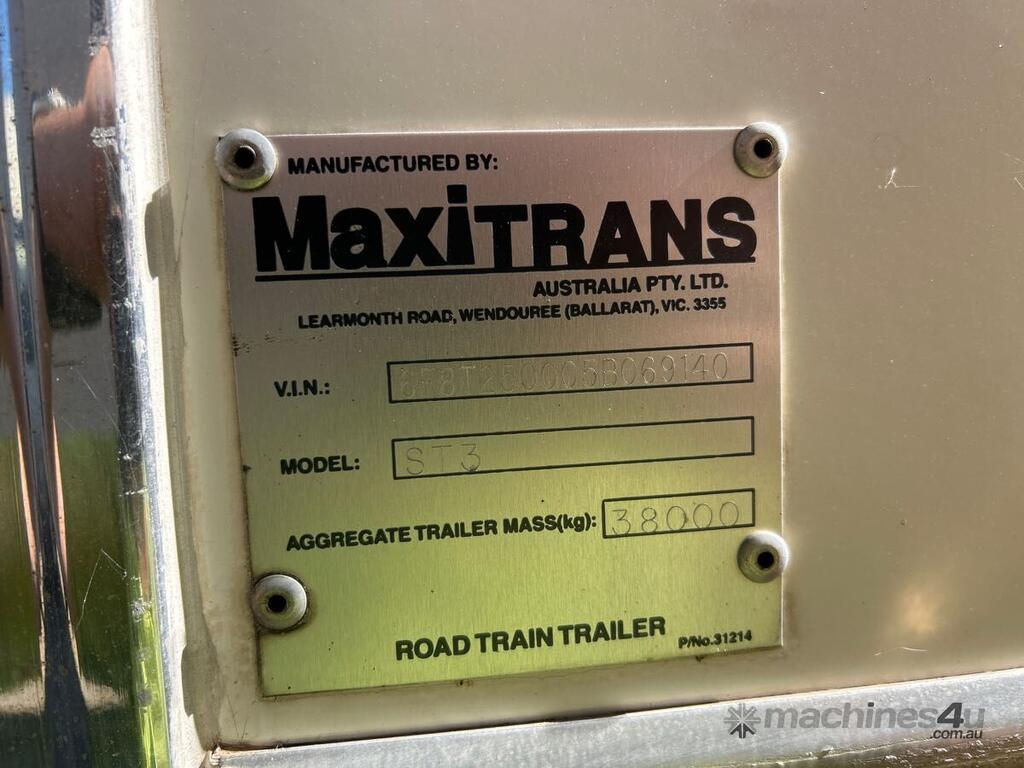 MANUFACTURED BY:
MaxiTRANS
AUSTRALIA PTY. LTD.
LEARMONTH ROAD, WENDOUREE (BALLARAT), VIC. 3355
V.I.N.:
MODEL: ST3
AGGREGATE TRAILER MASS(kg): 38000
ROAD TRAIN TRAILER
P/No.31214
machines4u
.com.au